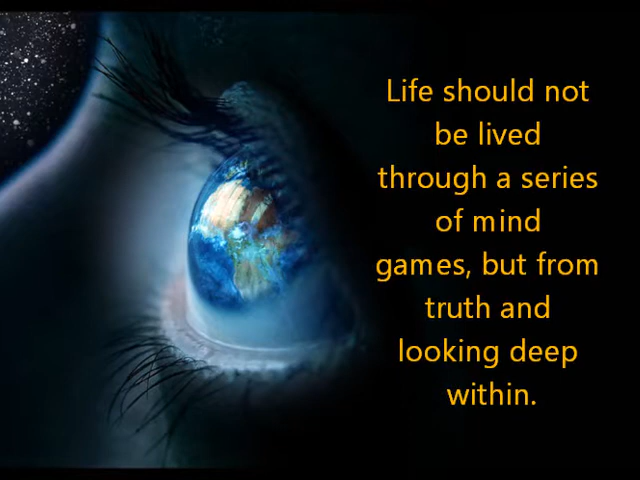 Life should not
be lived
through a series
of mind
games, but from
truth and
looking deep
within.